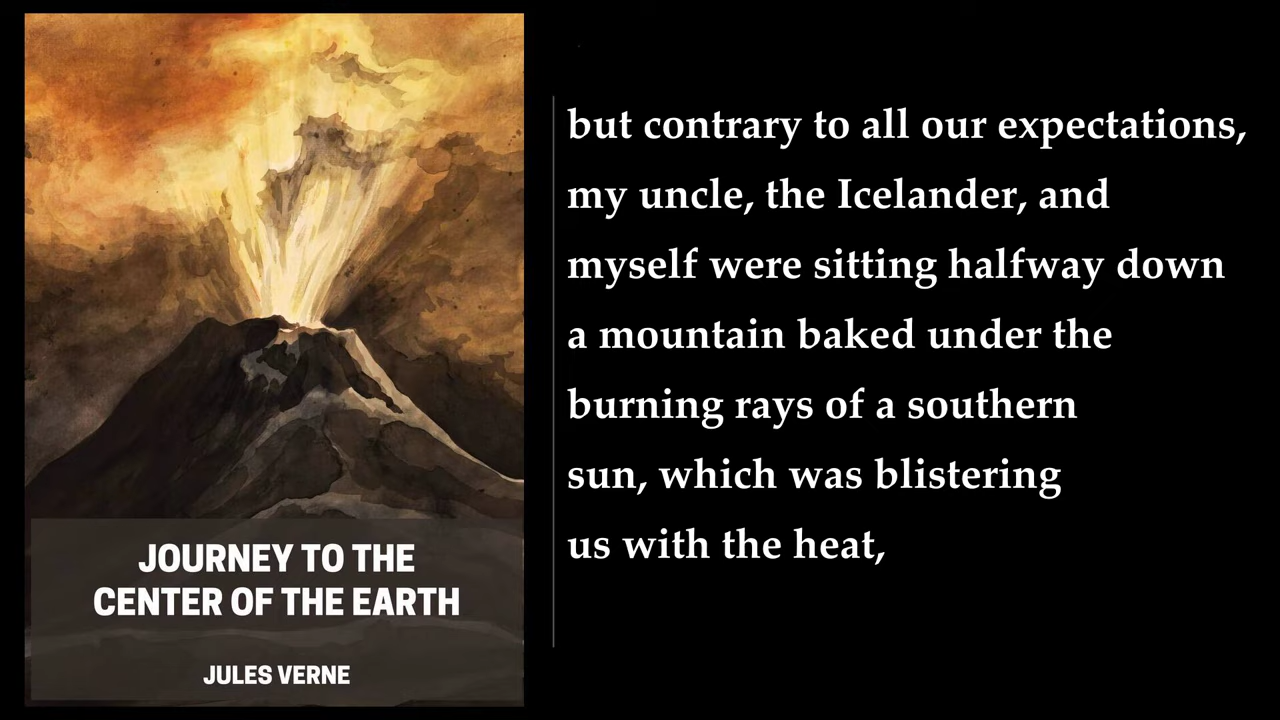 JOURNEY TO THE
CENTER OF THE EARTH
JULES VERNE
but contrary to all our expectations,
my uncle, the Icelander, and
myself were sitting halfway down
a mountain baked under the
burning rays of a southern
sun, which was blistering
us with the heat,